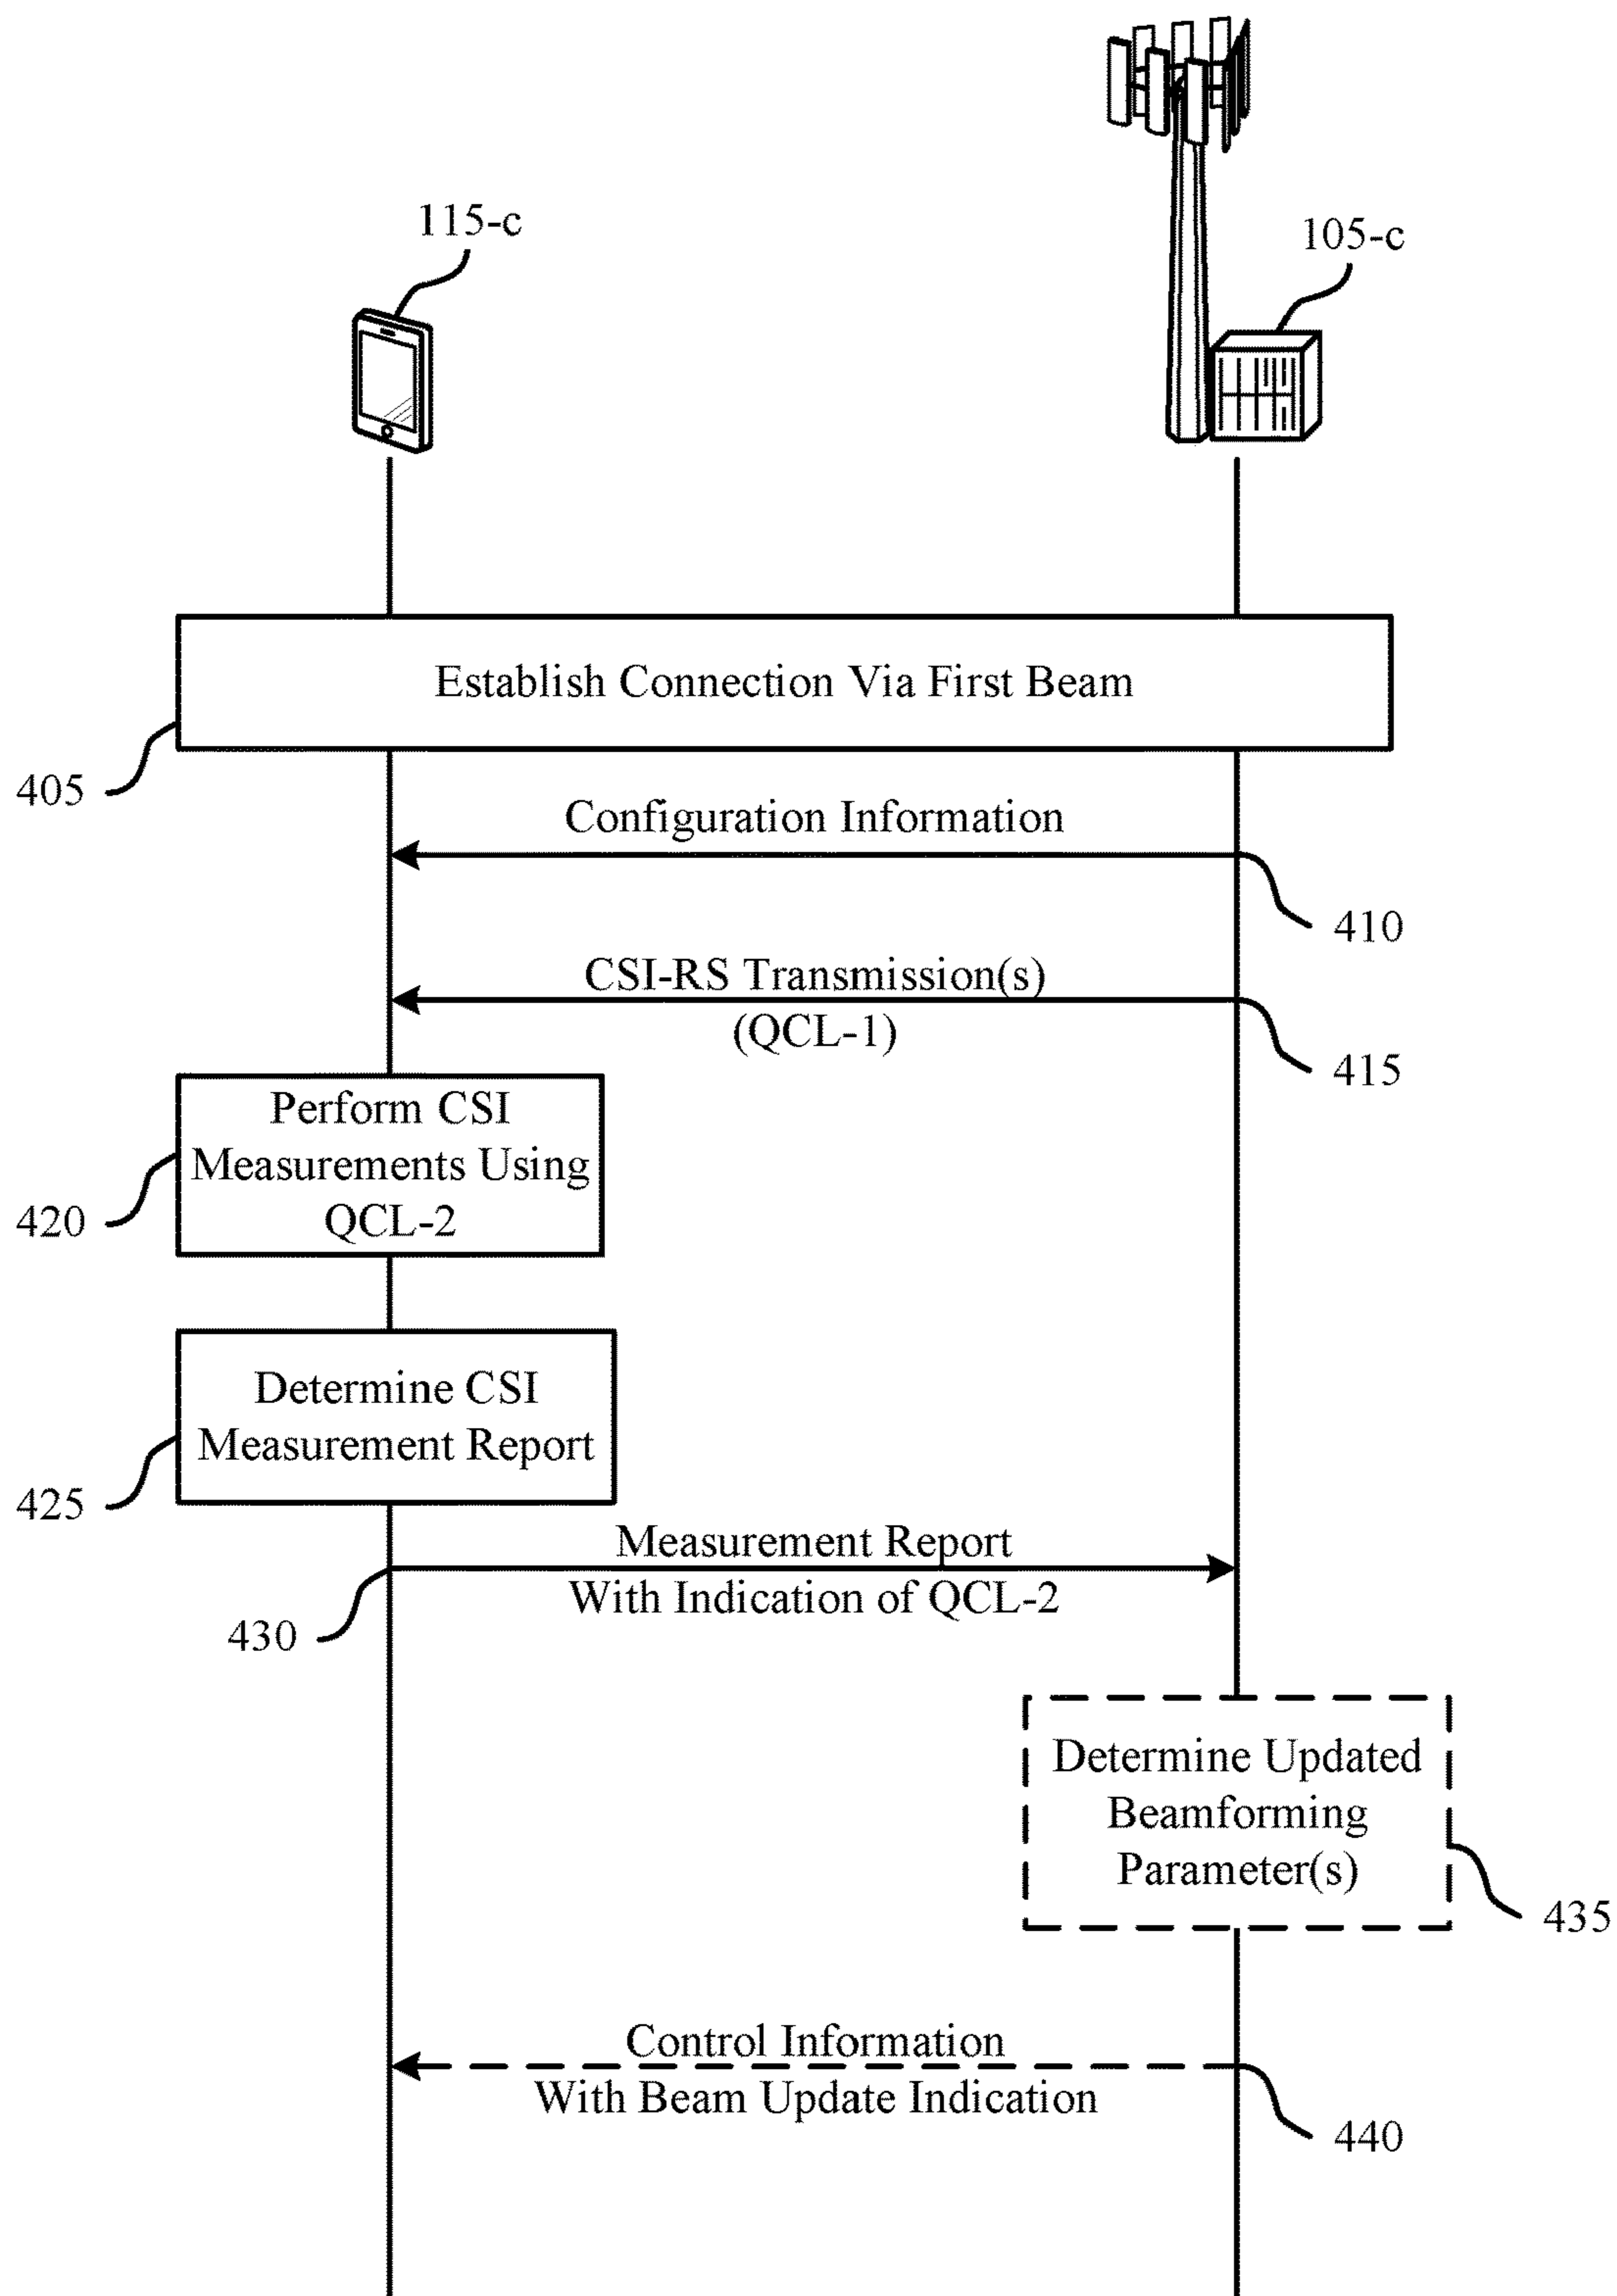 115-c
105-c
Establish Connection Via First Beam
405
Configuration Information
410
CSI-RS Transmission(s)
(QCL-1)
415
Perform CSI
Measurements Using
QCL-2
420
Determine CSI
Measurement Report
425
Measurement Report
With Indication of QCL-2
430
Determine Updated
Beamforming
Parameter(s)
435
Control Information
With Beam Update Indication
440